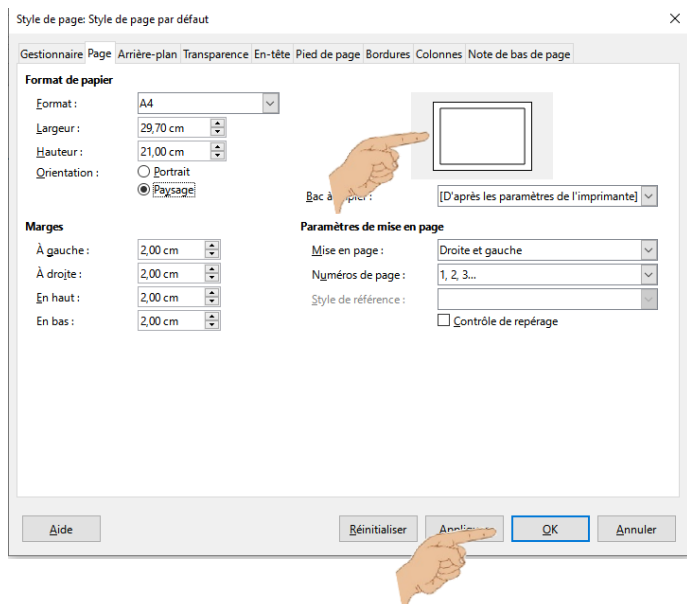 Style de page: Style de page par défaut
Gestionnaire Page Arrière-plan Transparence En-tête Pied de page Bordures Colonnes Note de bas de page
Format de papier
Format : A4
Largeur : 29,70 cm
Hauteur : 21,00 cm
Orientation : Portrait
Paysage
Bac à [D'après les paramètres de l'imprimante]
Marges Paramètres de mise en page
À gauche : 2,00 cm Mise en page : Droite et gauche
À droite : 2,00 cm Numéros de page : 1, 2, 3...
En haut : 2,00 cm Style de référence :
En bas : 2,00 cm Contrôle de repérage
Aide Réinitialiser OK Annuler